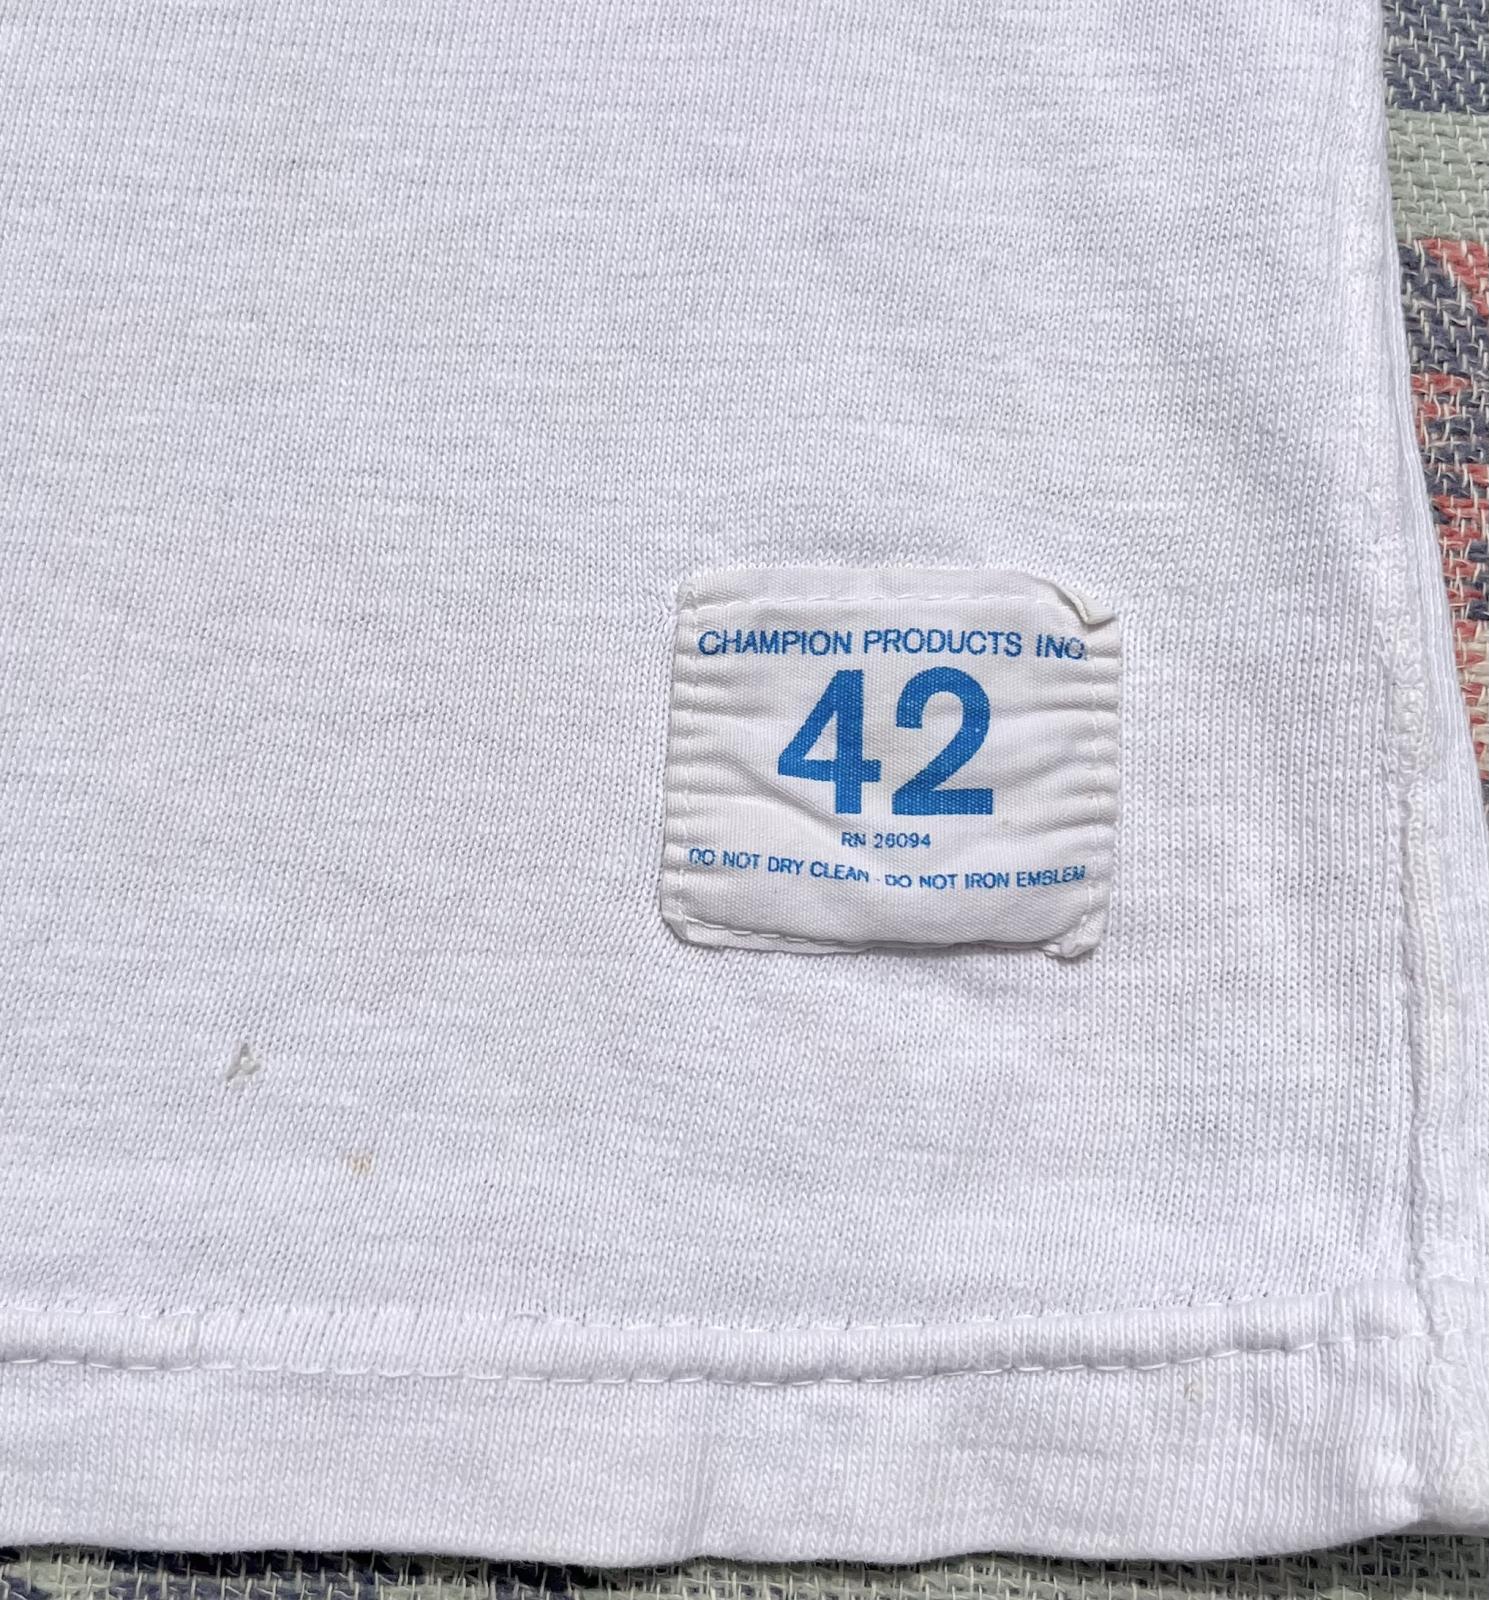 CHAMPION PRODUCTS INC.
42
RN 26094
DO NOT DRY CLEAN - DO NOT IRON EMBLEM